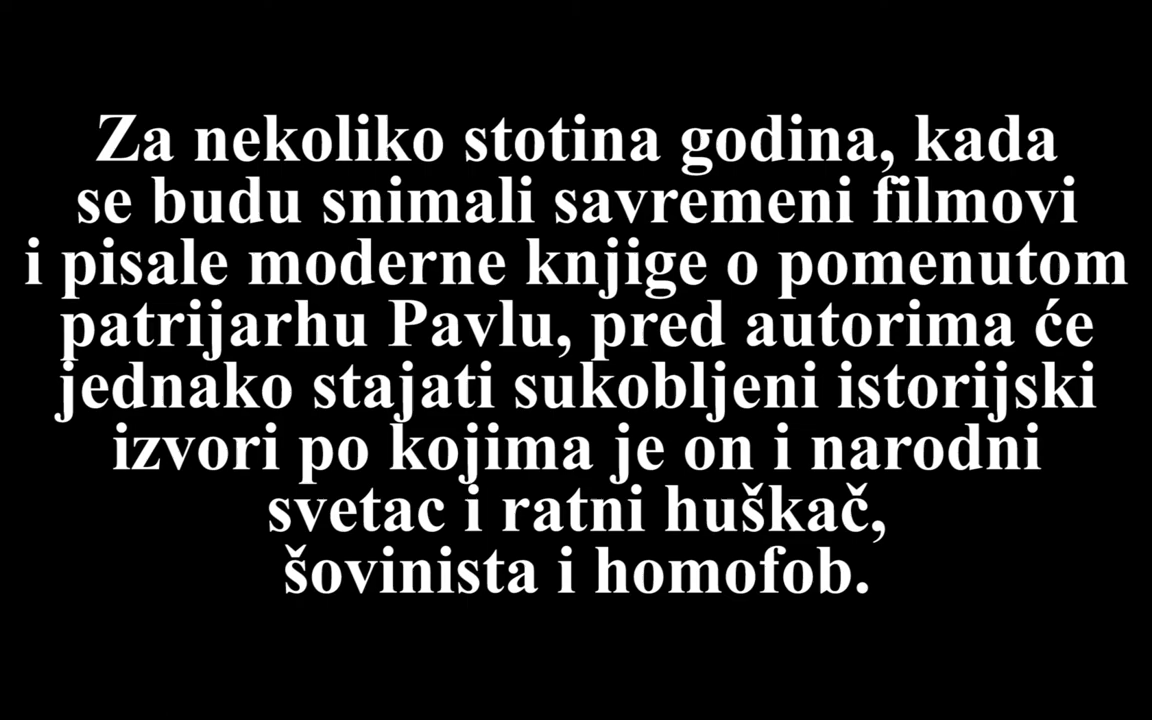 Za nekoliko stotina godina, kada
se budu snimali savremeni filmovi
i pisale moderne knjige o pomenutom
patrijarhu Pavlu, pred autorima će
jednako stajati sukobljeni istorijski
izvori po kojima je on i narodni
svetac i ratni huškač,
šovinista i homofob.